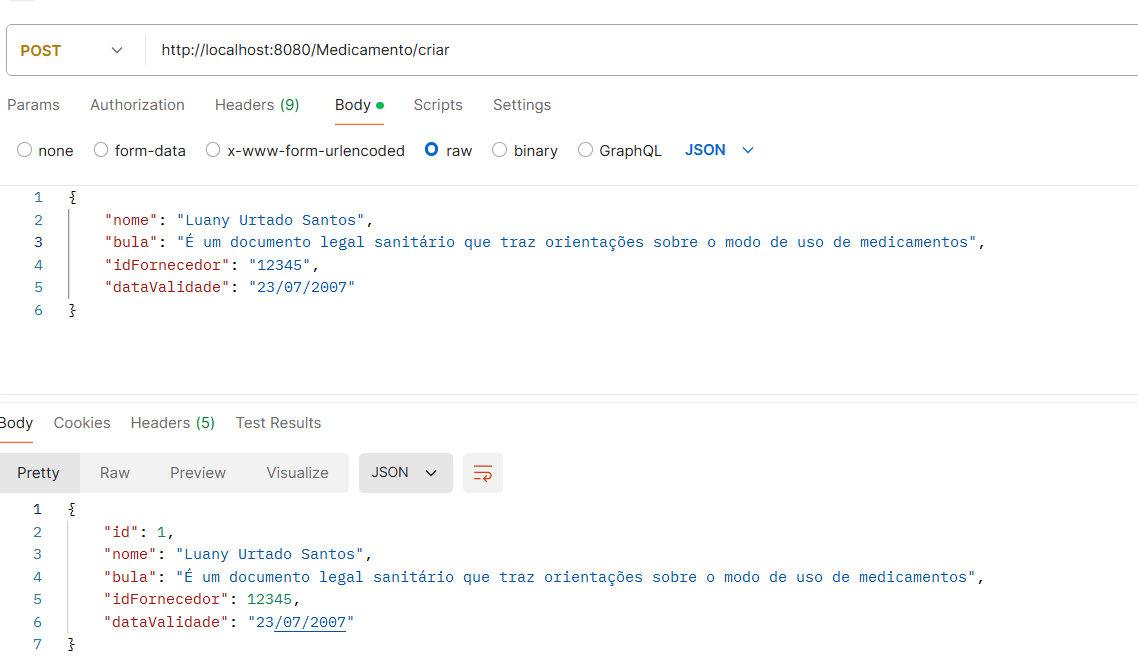 POST http://localhost:8080/Medicamento/criar
Params Authorization Headers (9) Body Scripts Settings
none form-data x-www-form-urlencoded raw binary GraphQL JSON
1 {
2 "nome": "Luany Urtado Santos",
3 "bula": "É um documento legal sanitário que traz orientações sobre o modo de uso de medicamentos",
4 "idFornecedor": "12345",
5 "dataValidade": "23/07/2007"
6 }
Body Cookies Headers (5) Test Results
Pretty Raw Preview Visualize JSON
1 {
2 "id": 1,
3 "nome": "Luany Urtado Santos",
4 "bula": "É um documento legal sanitário que traz orientações sobre o modo de uso de medicamentos",
5 "idFornecedor": 12345,
6 "dataValidade": "23/07/2007"
7 }